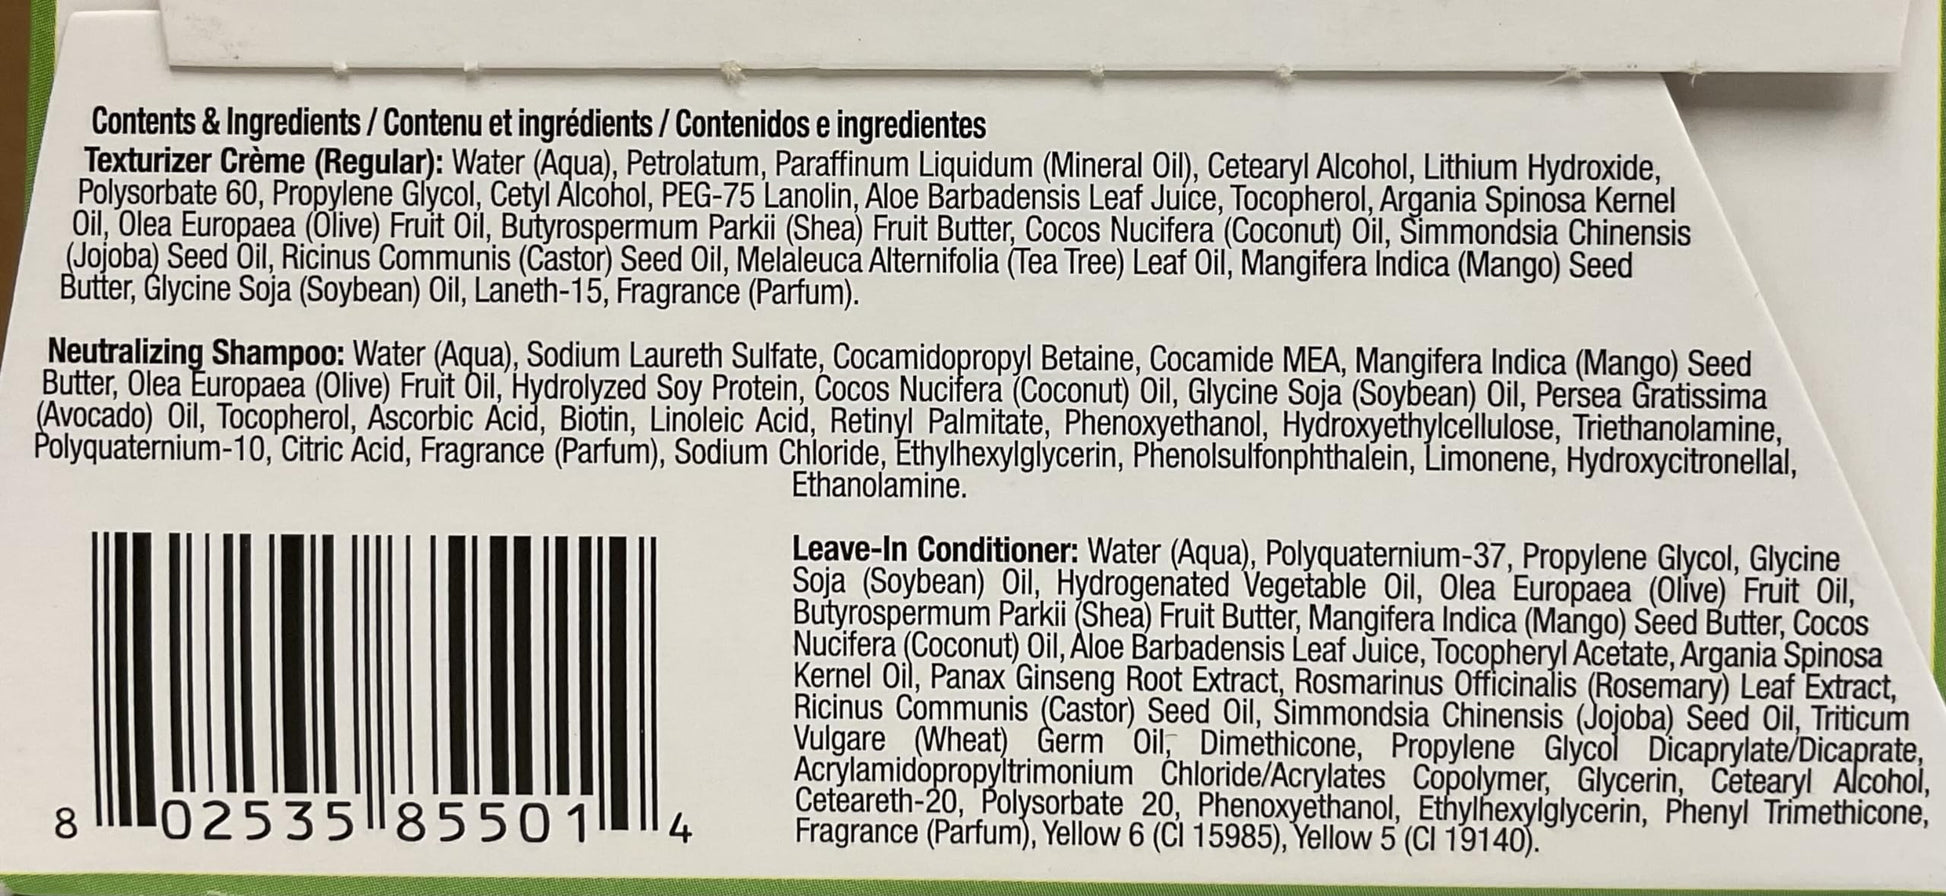 Contents & Ingredients / Contenu et ingrédients / Contenidos e ingredientes
Texturizer Crème (Regular): Water (Aqua), Petrolatum, Paraffinum Liquidum (Mineral Oil), Cetearyl Alcohol, Lithium Hydroxide,
Polysorbate 60, Propylene Glycol, Cetyl Alcohol, PEG-75 Lanolin, Aloe Barbadensis Leaf Juice, Tocopherol, Argania Spinosa Kernel
Oil, Olea Europaea (Olive) Fruit Oil, Butyrospermum Parkii (Shea) Fruit Butter, Cocos Nucifera (Coconut) Oil, Simmondsia Chinensis
(Jojoba) Seed Oil, Ricinus Communis (Castor) Seed Oil, Melaleuca Alternifolia (Tea Tree) Leaf Oil, Mangifera Indica (Mango) Seed
Butter, Glycine Soja (Soybean) Oil, Laneth-15, Fragrance (Parfum).
Neutralizing Shampoo: Water (Aqua), Sodium Laureth Sulfate, Cocamidopropyl Betaine, Cocamide MEA, Mangifera Indica (Mango) Seed
Butter, Olea Europaea (Olive) Fruit Oil, Hydrolyzed Soy Protein, Cocos Nucifera (Coconut) Oil, Glycine Soja (Soybean) Oil, Persea Gratissima
(Avocado) Oil, Tocopherol, Ascorbic Acid, Biotin, Linoleic Acid, Retinyl Palmitate, Phenoxyethanol, Hydroxyethylcellulose, Triethanolamine,
Polyquaternium-10, Citric Acid, Fragrance (Parfum), Sodium Chloride, Ethylhexylglycerin, Phenolsulfonphthalein, Limonene, Hydroxycitronellal,
Ethanolamine.
Leave-In Conditioner: Water (Aqua), Polyquaternium-37, Propylene Glycol, Glycine
Soja (Soybean) Oil, Hydrogenated Vegetable Oil, Olea Europaea (Olive) Fruit Oil,
Butyrospermum Parkii (Shea) Fruit Butter, Mangifera Indica (Mango) Seed Butter, Cocos
Nucifera (Coconut) Oil, Aloe Barbadensis Leaf Juice, Tocopheryl Acetate, Argania Spinosa
Kernel Oil, Panax Ginseng Root Extract, Rosmarinus Officinalis (Rosemary) Leaf Extract,
Ricinus Communis (Castor) Seed Oil, Simmondsia Chinensis (Jojoba) Seed Oil, Triticum
Vulgare (Wheat) Germ Oil, Dimethicone, Propylene Glycol Dicaprylate/Dicaprate,
Acrylamidopropyltrimonium Chloride/Acrylates Copolymer, Glycerin, Cetearyl Alcohol,
Ceteareth-20, Polysorbate 20, Phenoxyethanol, Ethylhexylglycerin, Phenyl Trimethicone,
Fragrance (Parfum), Yellow 6 (CI 15985), Yellow 5 (CI 19140).
8 02535 85501 4